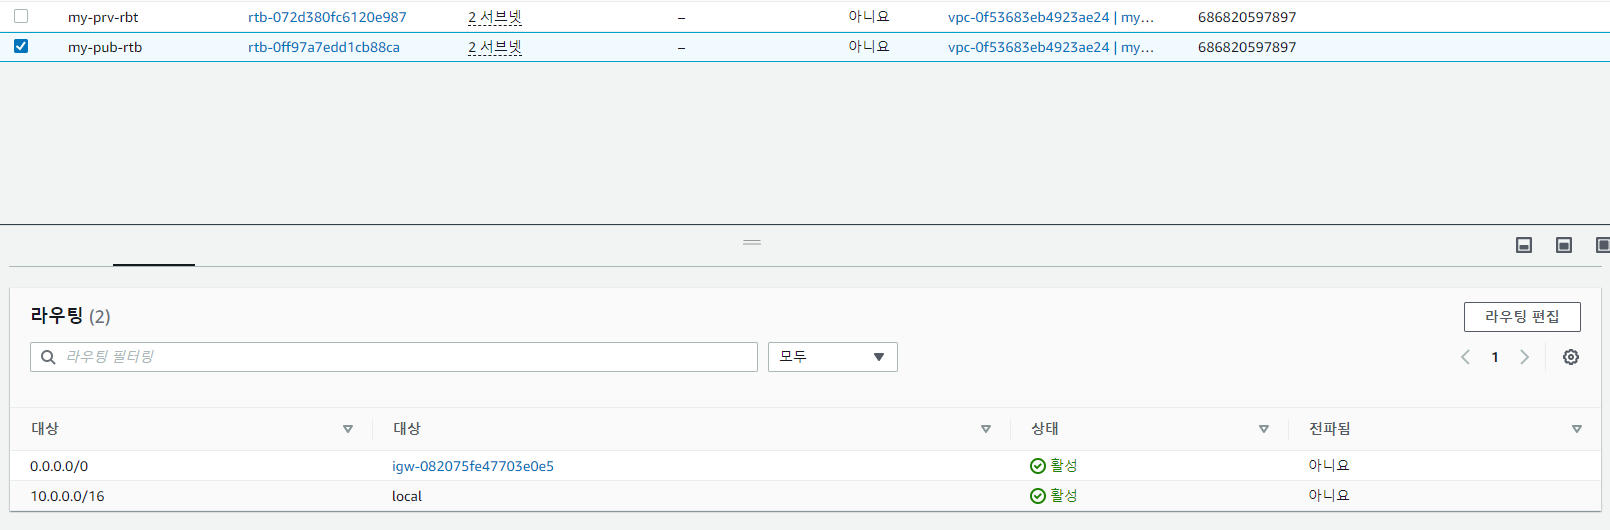 my-prv-rbt rtb-072d380fc6120e987 2 서브넷 – 아니요 vpc-0f53683eb4923ae24 | my… 686820597897
my-pub-rtb rtb-0ff97a7edd1cb88ca 2 서브넷 – 아니요 vpc-0f53683eb4923ae24 | my… 686820597897
라우팅 (2) 라우팅 편집
라우팅 필터링 모두 1
대상 대상 상태 전파됨
0.0.0.0/0 igw-082075fe47703e0e5 활성 아니요
10.0.0.0/16 local 활성 아니요